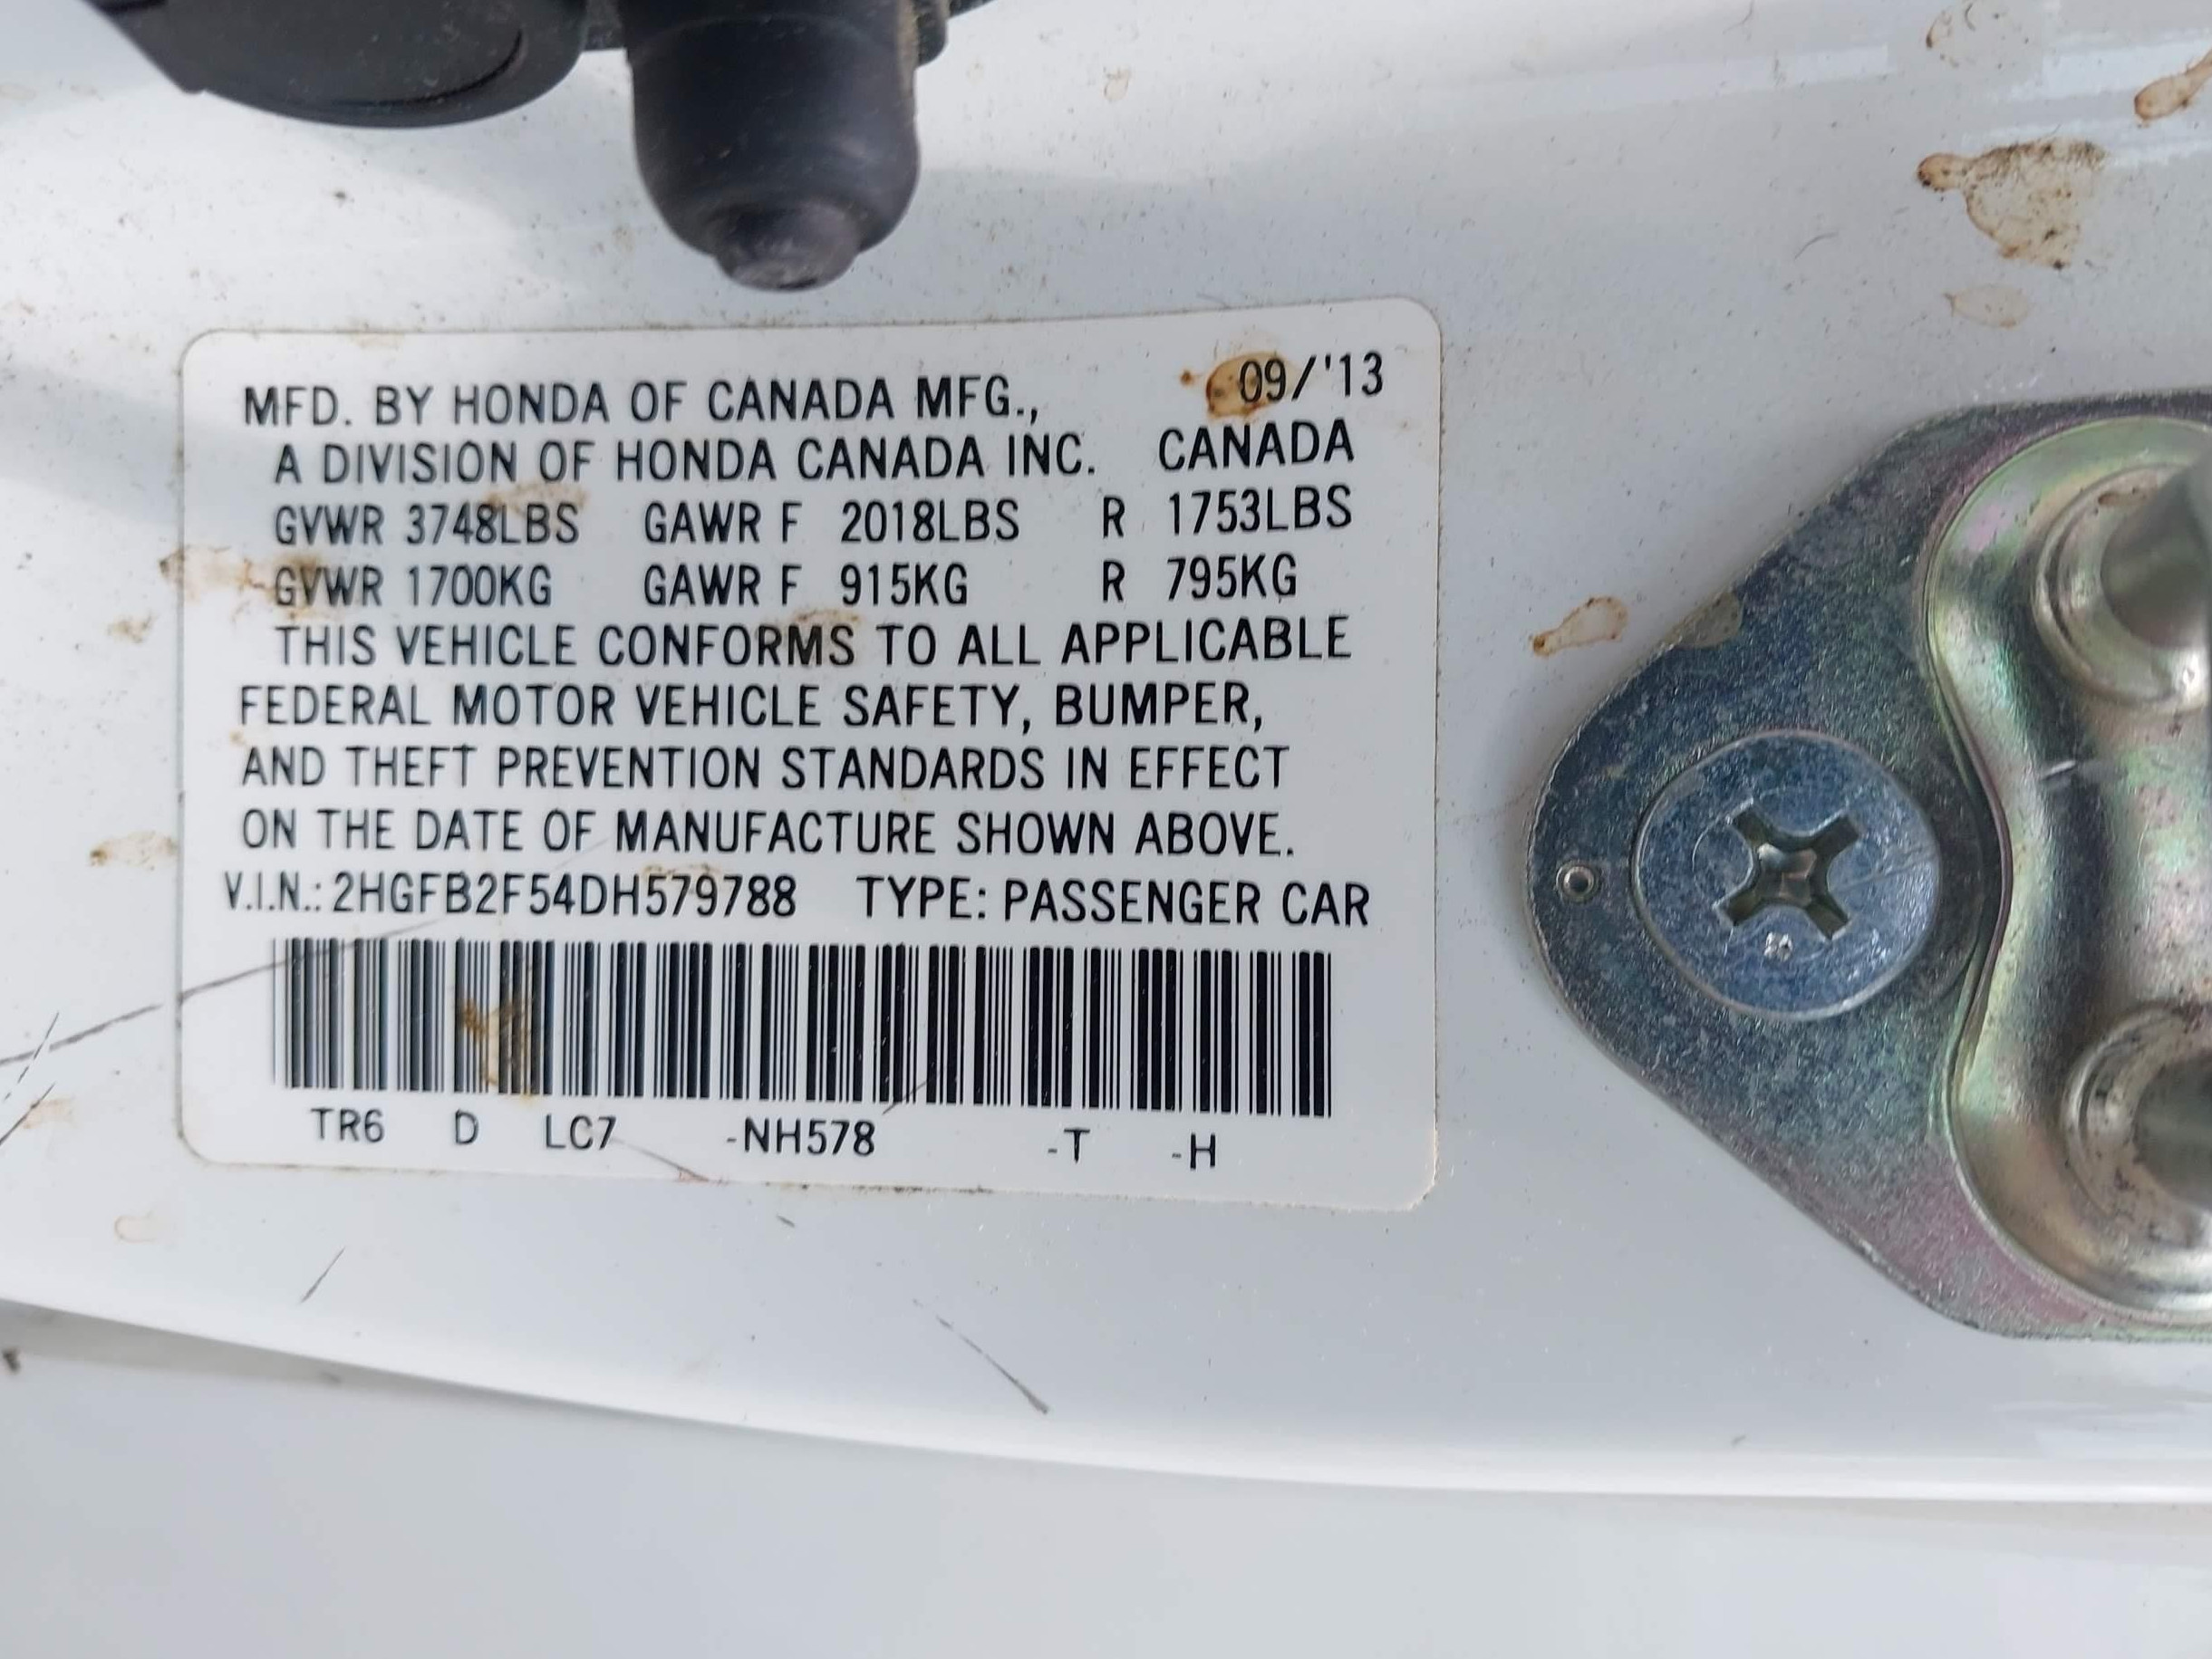 MFD. BY HONDA OF CANADA MFG., 09/'13
A DIVISION OF HONDA CANADA INC. CANADA
GVWR 3748LBS GAWR F 2018LBS R 1753LBS
GVWR 1700KG GAWR F 915KG R 795KG
THIS VEHICLE CONFORMS TO ALL APPLICABLE
FEDERAL MOTOR VEHICLE SAFETY, BUMPER,
AND THEFT PREVENTION STANDARDS IN EFFECT
ON THE DATE OF MANUFACTURE SHOWN ABOVE.
V.I.N.: 2HGFB2F54DH579788 TYPE: PASSENGER CAR
TR6 D LC7 -NH578 -T -H